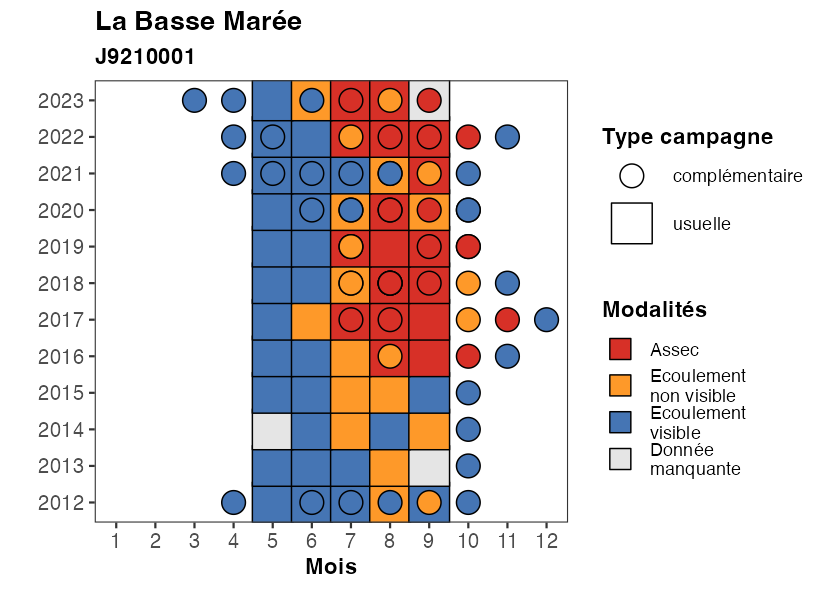 La Basse Marée
J9210001
2023
2022
2021
2020
2019
2018
2017
2016
2015
2014
2013
2012
1 2 3 4 5 6 7 8 9 10 11 12
Mois
Type campagne
complémentaire
usuelle
Modalités
Assec
Ecoulement
non visible
Ecoulement
visible
Donnée
manquante